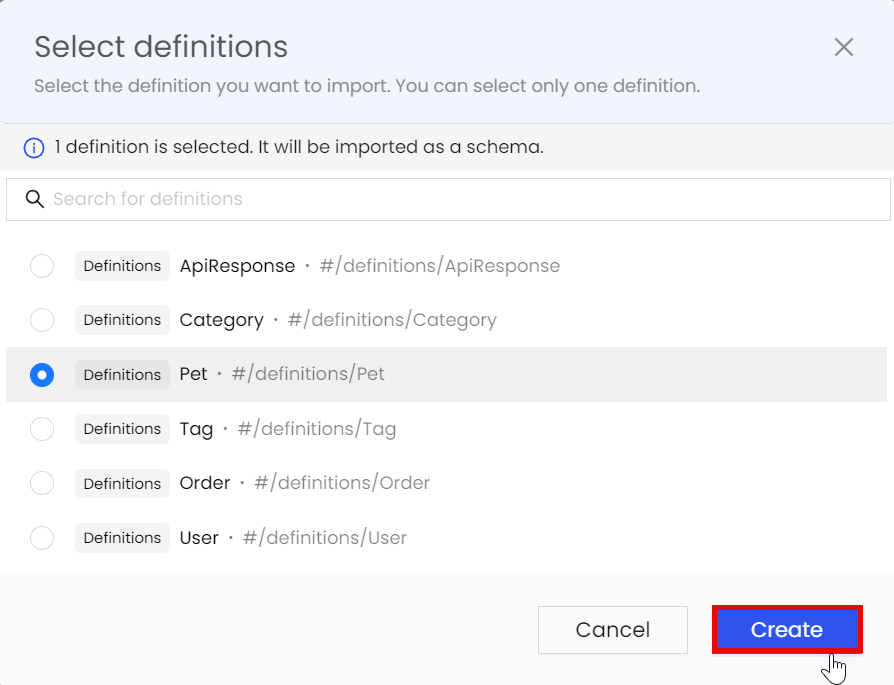 Select definitions
Select the definition you want to import. You can select only one definition.
1 definition is selected. It will be imported as a schema.
Search for definitions
Definitions ApiResponse · #/definitions/ApiResponse
Definitions Category · #/definitions/Category
Definitions Pet · #/definitions/Pet
Definitions Tag · #/definitions/Tag
Definitions Order · #/definitions/Order
Definitions User · #/definitions/User
Cancel Create